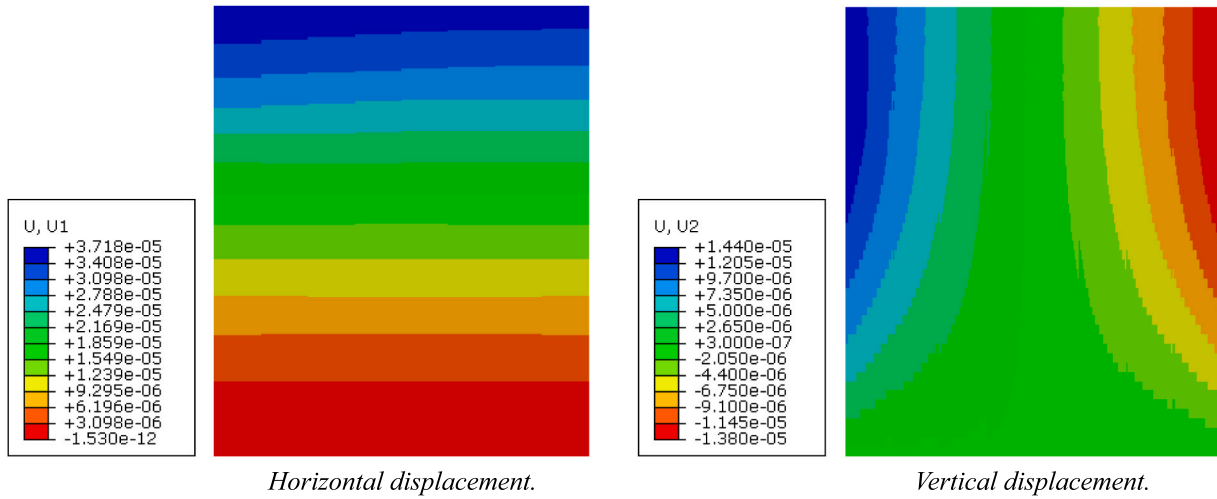 U, U1
+3.718e-05
+3.408e-05
+3.098e-05
+2.788e-05
+2.479e-05
+2.169e-05
+1.859e-05
+1.549e-05
+1.239e-05
+9.295e-06
+6.196e-06
+3.098e-06
-1.530e-12
Horizontal displacement.
U, U2
+1.440e-05
+1.205e-05
+9.700e-06
+7.350e-06
+5.000e-06
+2.650e-06
+3.000e-07
-2.050e-06
-4.400e-06
-6.750e-06
-9.100e-06
-1.145e-05
-1.380e-05
Vertical displacement.